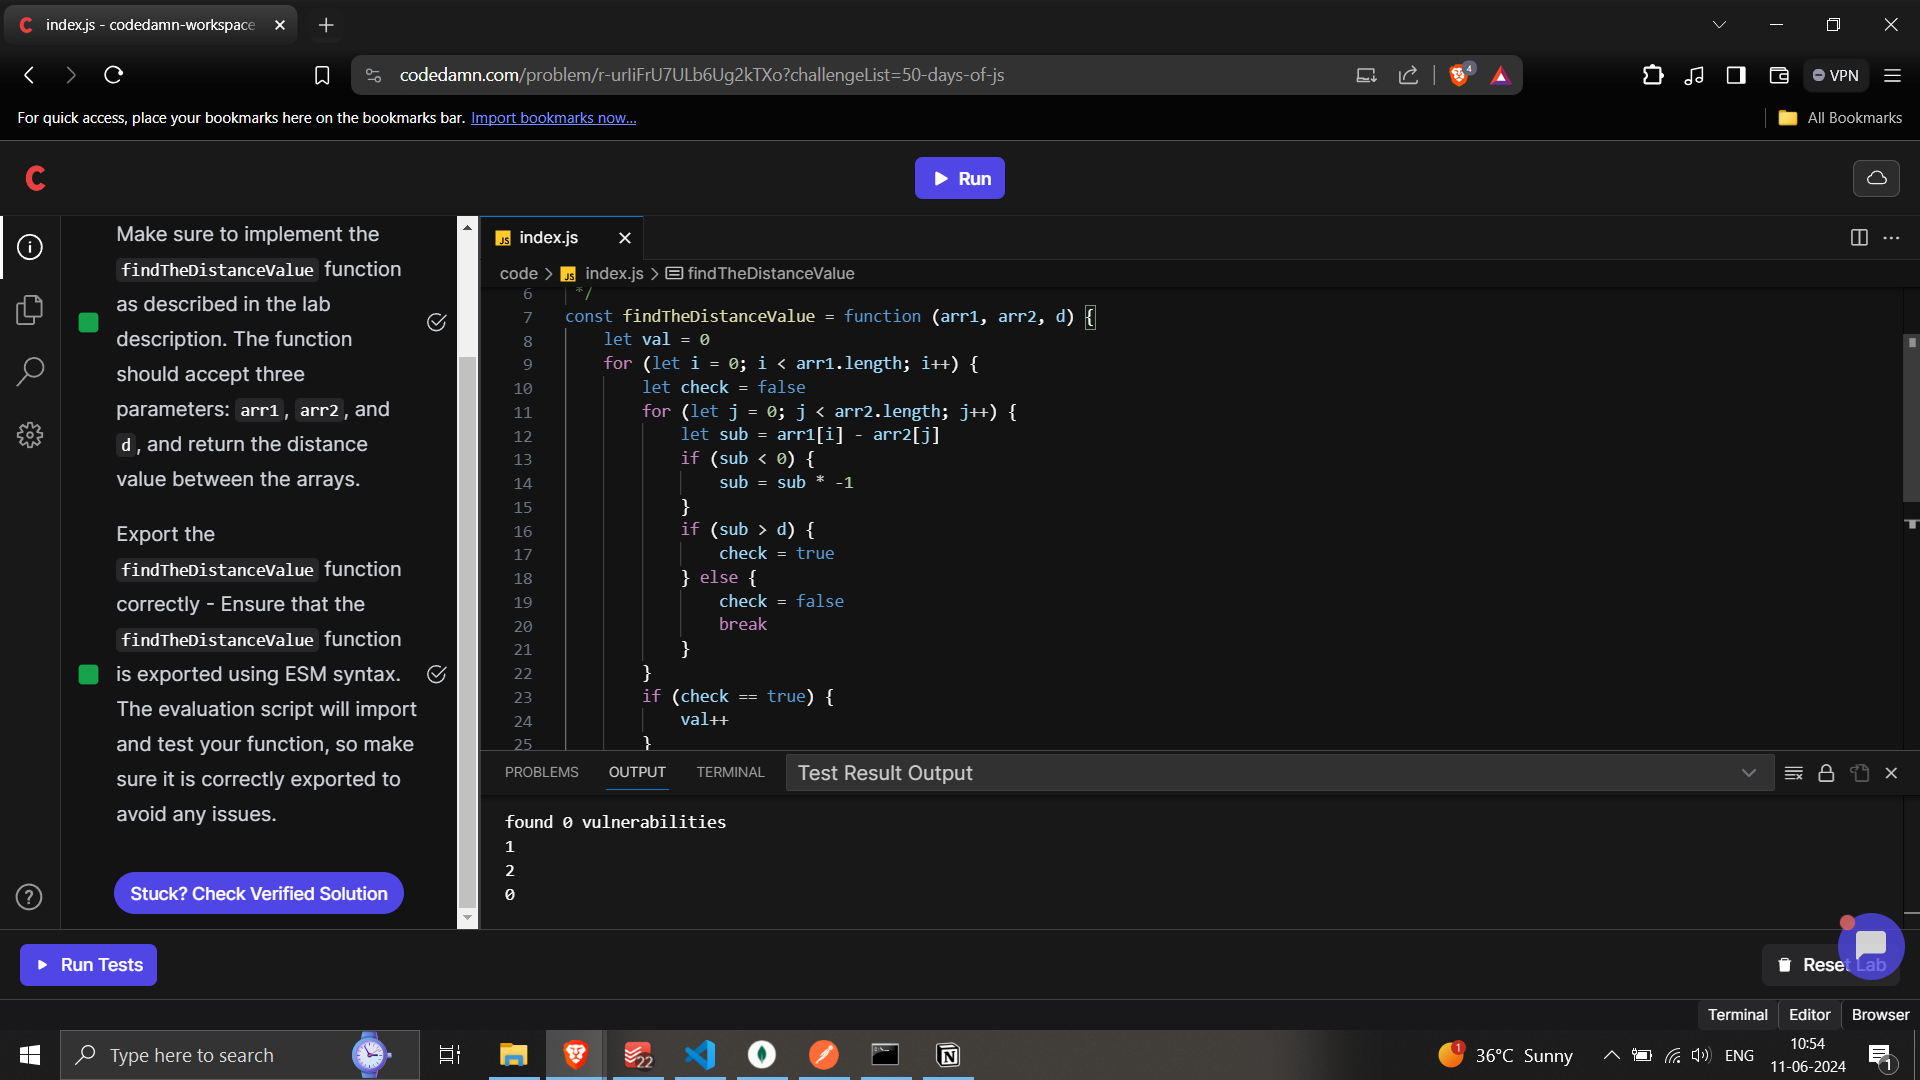 index.js - codedamn-workspace
codedamn.com/problem/r-urIiFrU7ULb6Ug2kTXo?challengeList=50-days-of-js
4
VPN
For quick access, place your bookmarks here on the bookmarks bar. Import bookmarks now...
All Bookmarks
Run
Make sure to implement the
findTheDistanceValue function
as described in the lab
description. The function
should accept three
parameters: arr1, arr2, and
d, and return the distance
value between the arrays.
Export the
findTheDistanceValue function
correctly - Ensure that the
findTheDistanceValue function
is exported using ESM syntax.
The evaluation script will import
and test your function, so make
sure it is correctly exported to
avoid any issues.
Stuck? Check Verified Solution
JS index.js
code > JS index.js > findTheDistanceValue
6 */
7 const findTheDistanceValue = function (arr1, arr2, d) {
8 let val = 0
9 for (let i = 0; i < arr1.length; i++) {
10 let check = false
11 for (let j = 0; j < arr2.length; j++) {
12 let sub = arr1[i] - arr2[j]
13 if (sub < 0) {
14 sub = sub * -1
15 }
16 if (sub > d) {
17 check = true
18 } else {
19 check = false
20 break
21 }
22 }
23 if (check == true) {
24 val++
25 }
PROBLEMS OUTPUT TERMINAL Test Result Output
found 0 vulnerabilities
1
2
0
Run Tests
Reset Lab
Terminal Editor Browser
Type here to search
22
1
36°C Sunny
ENG
10:54
11-06-2024
1